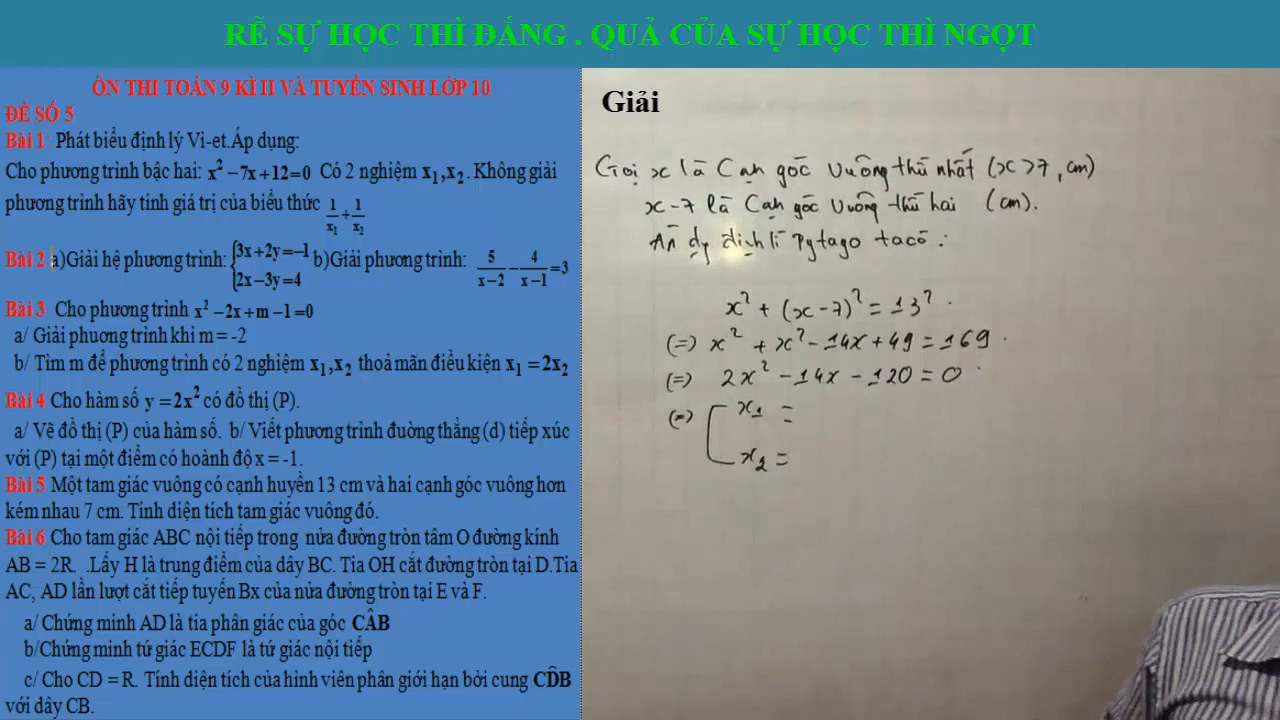 RỄ SỰ HỌC THÌ ĐẮNG . QUẢ CỦA SỰ HỌC THÌ NGỌT
ÔN THI TOÁN 9 KÌ II VÀ TUYỂN SINH LỚP 10
ĐỀ SỐ 5
Bài 1: Phát biểu định lý Vi-et.Áp dụng:
Cho phương trình bậc hai: x² −7x+12=0 Có 2 nghiệm x₁,x₂. Không giải
phương trình hãy tính giá trị của biểu thức 1/x₁ + 1/x₂
Bài 2 a)Giải hệ phương trình: {3x+2y=−1 2x−3y=4 b)Giải phương trình: 5/(x−2) − 4/(x−1) =3
Bài 3 Cho phương trình x² −2x+m −1=0
a/ Giải phương trình khi m = -2
b/ Tìm m để phương trình có 2 nghiệm x₁,x₂ thoả mãn điều kiện x₁ = 2x₂
Bài 4 Cho hàm số y = 2x² có đồ thị (P).
a/ Vẽ đồ thị (P) của hàm số. b/ Viết phương trình đường thẳng (d) tiếp xúc
với (P) tại một điểm có hoành độ x = -1.
Bài 5 Một tam giác vuông có cạnh huyền 13 cm và hai cạnh góc vuông hơn
kém nhau 7 cm. Tính diện tích tam giác vuông đó.
Bài 6 Cho tam giác ABC nội tiếp trong nửa đường tròn tâm O đường kính
AB = 2R. .Lấy H là trung điểm của dây BC. Tia OH cắt đường tròn tại D.Tia
AC, AD lần lượt cắt tiếp tuyến Bx của nửa đường tròn tại E và F.
a/ Chứng minh AD là tia phân giác của góc CÂB
b/Chứng minh tứ giác ECDF là tứ giác nội tiếp
c/ Cho CD = R. Tính diện tích của hình viên phân giới hạn bởi cung CD̂B
với dây CB.
Giải
Gọi x là Cạnh góc vuông thứ nhất (x > 7, cm)
x-7 là Cạnh góc vuông thứ hai (cm).
Áp dụng định lí Pytago ta có :
x² + (x-7)² = 13².
(=) x² + x² - 14x + 49 = 169.
(=) 2x² - 14x - 120 = 0
(=) [ x₁ =
x₂ =